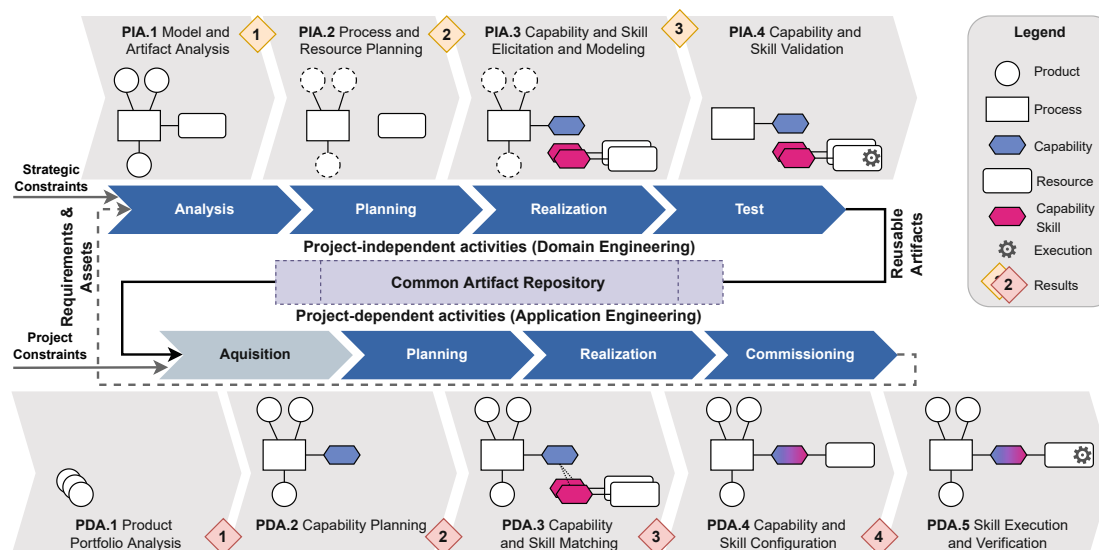 PIA.1 Model and
Artifact Analysis
1
PIA.2 Process and
Resource Planning
2
PIA.3 Capability and Skill
Elicitation and Modeling
3
PIA.4 Capability and
Skill Validation
Legend
Product
Process
Capability
Resource
Capability
Skill
Execution
2
Results
Strategic
Constraints
Requirements &
Assets
Analysis
Planning
Realization
Test
Reusable
Artifacts
Project-independent activities (Domain Engineering)
Common Artifact Repository
Project-dependent activities (Application Engineering)
Project
Constraints
Aquisition
Planning
Realization
Commissioning
PDA.1 Product
Portfolio Analysis
1
PDA.2 Capability Planning
2
PDA.3 Capability
and Skill Matching
3
PDA.4 Capability and
Skill Configuration
4
PDA.5 Skill Execution
and Verification